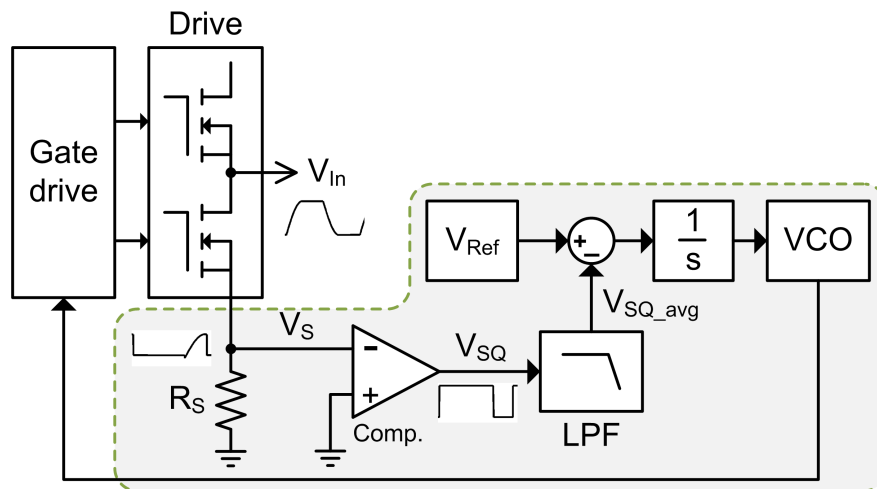 Drive
Gate
drive
V_In
V_Ref
+
−
1
s
VCO
V_SQ_avg
V_S
V_SQ
-
+
R_S
Comp.
LPF